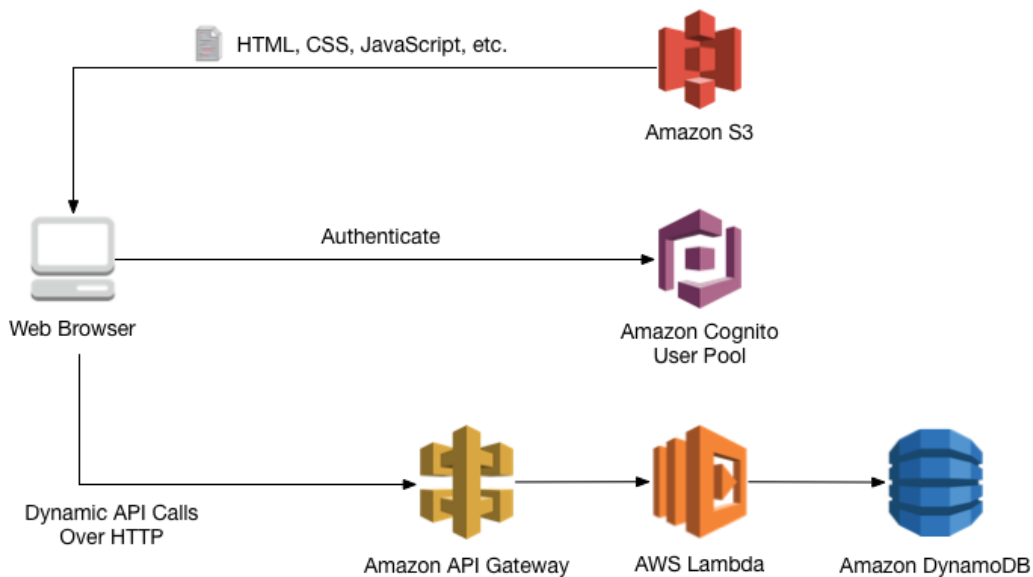 HTML, CSS, JavaScript, etc.
Amazon S3
Authenticate
Web Browser
Amazon Cognito
User Pool
Dynamic API Calls
Over HTTP
Amazon API Gateway
AWS Lambda
Amazon DynamoDB